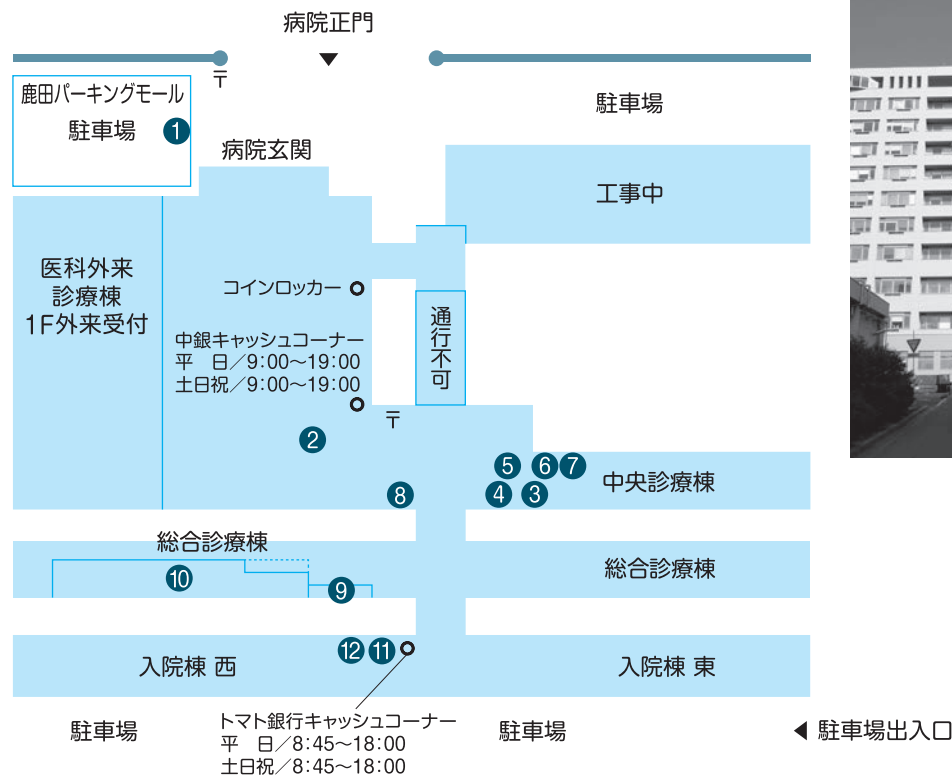 病院正門
〒
鹿田パーキングモール
駐車場 1
駐車場
病院玄関
工事中
医科外来
診療棟
1F外来受付
コインロッカー
通行不可
中銀キャッシュコーナー
平　日／9:00〜19:00
土日祝／9:00〜19:00
〒
2
5 6 7
8 4 3
中央診療棟
総合診療棟
10 9
総合診療棟
12 11
入院棟 西
入院棟 東
トマト銀行キャッシュコーナー
平　日／8:45〜18:00
土日祝／8:45〜18:00
駐車場
駐車場
駐車場出入口